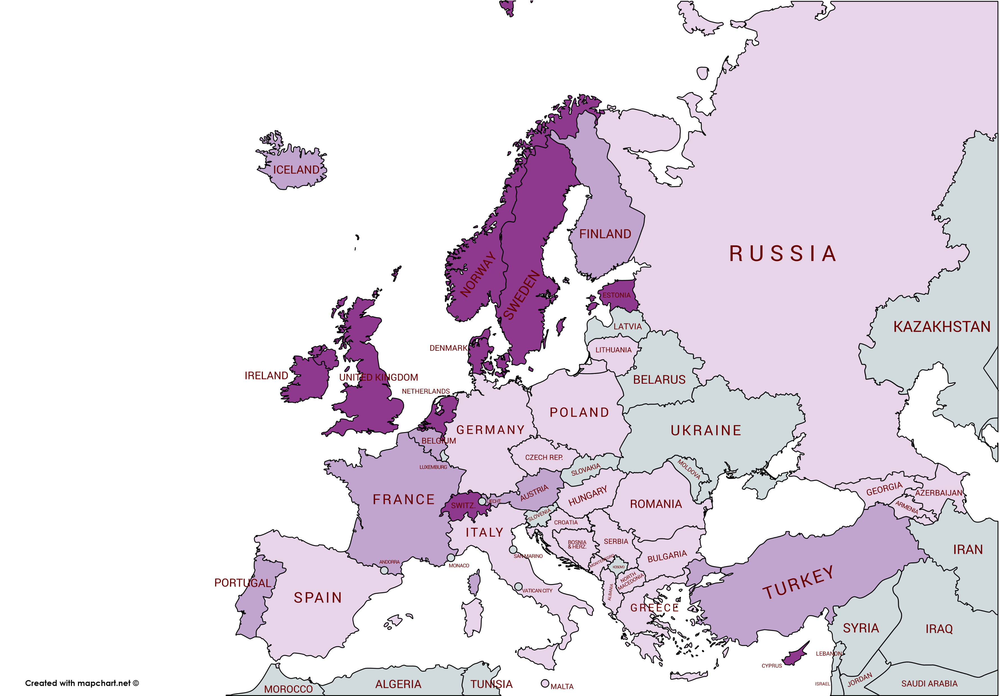 ICELAND
FINLAND
RUSSIA
NORWAY
SWEDEN
ESTONIA
LATVIA
KAZAKHSTAN
DENMARK
LITHUANIA
IRELAND
UNITED KINGDOM
BELARUS
NETHERLANDS
POLAND
GERMANY
UKRAINE
BELGIUM
CZECH REP.
LUXEMBURG
SLOVAKIA
MOLDOVA
FRANCE
AUSTRIA
HUNGARY
GEORGIA
AZERBAIJAN
SWITZ.
LIECHT.
ROMANIA
ARMENIA
SLOVENIA
CROATIA
ITALY
BOSNIA
& HERZ.
SERBIA
IRAN
SAN MARINO
BULGARIA
MONTENEGRO
ANDORRA
MONACO
KOSOVO
PORTUGAL
NORTH
MACEDONIA
TURKEY
VATICAN CITY
ALBANIA
SPAIN
GREECE
SYRIA
IRAQ
LEBANON
CYPRUS
Created with mapchart.net ©
MOROCCO
ALGERIA
TUNISIA
MALTA
ISRAEL
JORDAN
SAUDI ARABIA